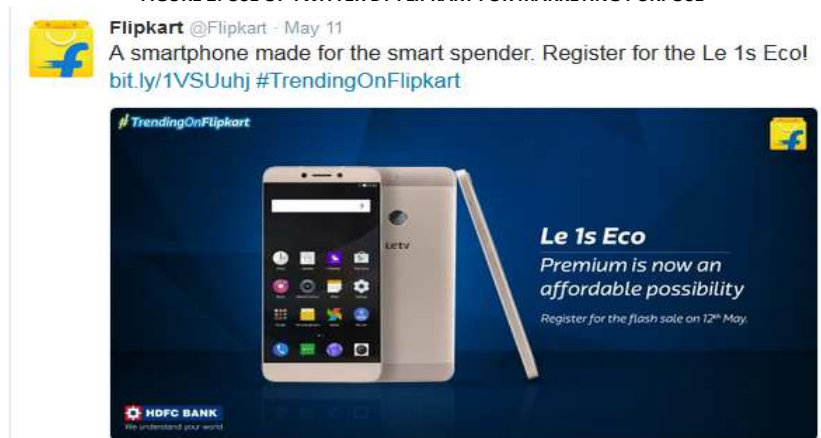 Flipkart @Flipkart · May 11
A smartphone made for the smart spender. Register for the Le 1s Eco!
bit.ly/1VSUuhj #TrendingOnFlipkart
#TrendingOnFlipkart
Letv
Le 1s Eco
Premium is now an
affordable possibility
Register for the flash sale on 12th May.
HDFC BANK
We understand your world